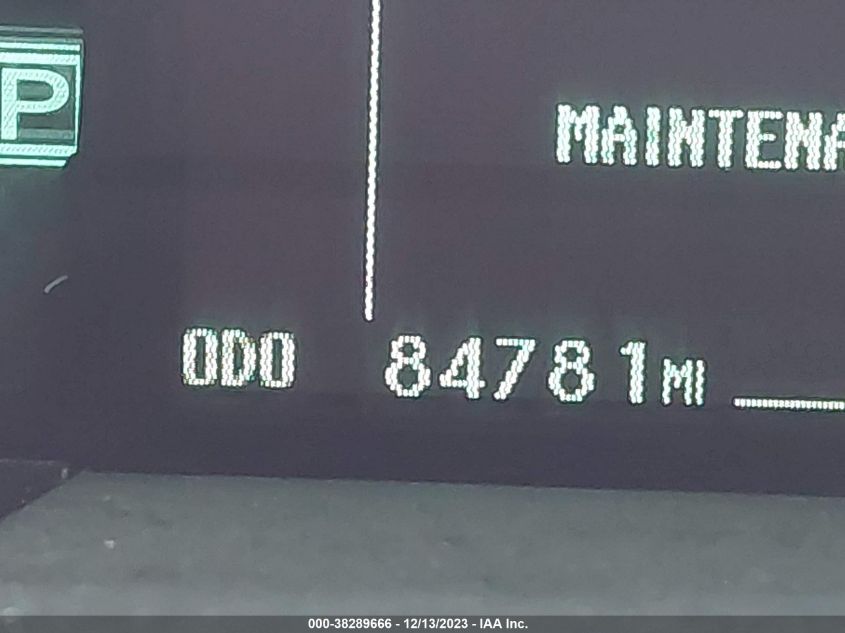 P
MAINTENA
ODO 84781 MI
000-38289666 - 12/13/2023 - IAA Inc.